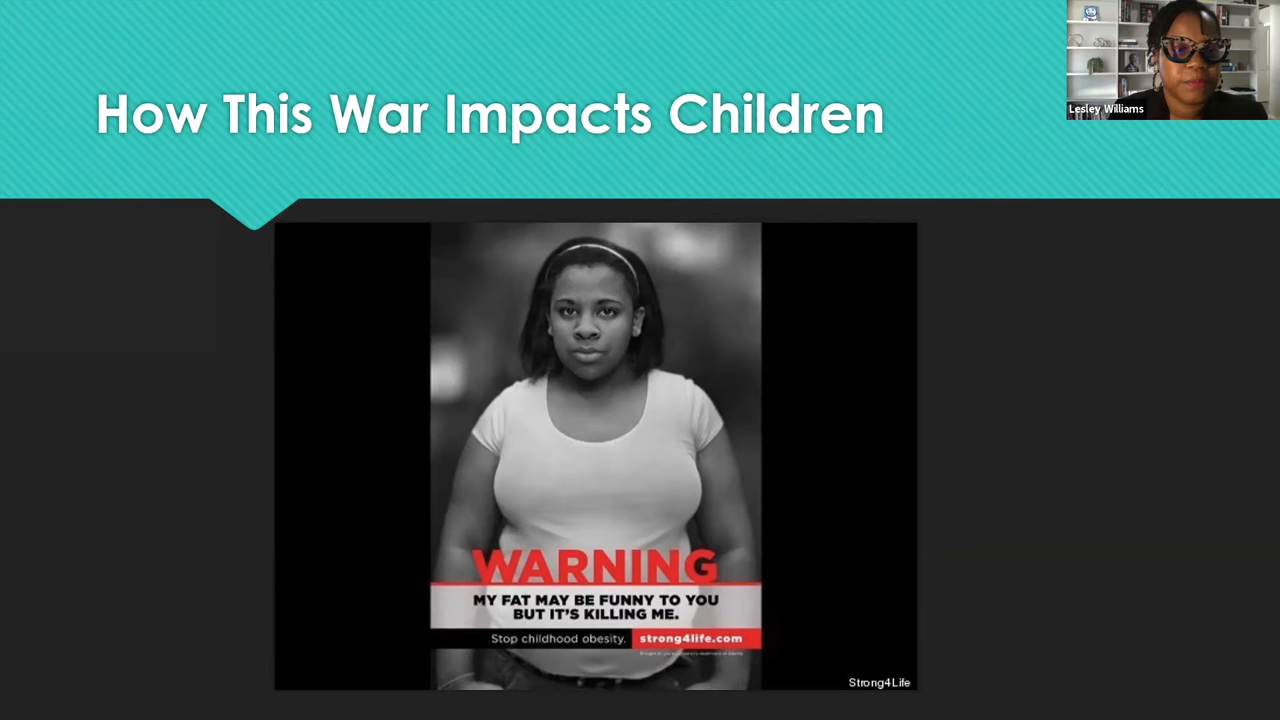 How This War Impacts Children
Lesley Williams
WARNING
MY FAT MAY BE FUNNY TO YOU
BUT IT'S KILLING ME.
Stop childhood obesity. strong4life.com
Strong4Life